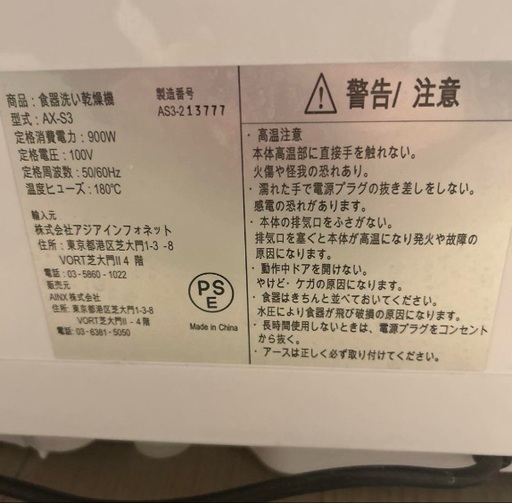 商品：食器洗い乾燥機
製造番号
型式：AX-S3
AS3-213777
定格消費電力：900W
定格電圧：100V
定格周波数：50/60Hz
温度ヒューズ：180℃
輸入元
株式会社アジアインフォネット
住所：東京都港区芝大門1-3 -8
VORT芝大門II 4 階
電話：03-5860-1022
販売元
AINX 株式会社
住所：東京都港区芝大門1-3-8
VORT芝大門II - 4 階
電話：03-6381-5050
PS
E
Made in China
警告/ 注意
・高温注意
本体高温部に直接手を触れない。
火傷や怪我の恐れあり。
・濡れた手で電源プラグの抜き差しをしない。
感電の恐れがあります。
・本体の排気口をふさがない。
排気口を塞ぐと本体が高温になり発火や故障の
原因になります。
・動作中ドアを開けない。
やけど・ケガの原因になります。
・食器はきちんと並べておいてください。
水圧により食器が飛び破損の原因になります。
・長時間使用しないときは、電源プラグをコンセント
から抜く。
・アースは正しく必ず取り付けてください。